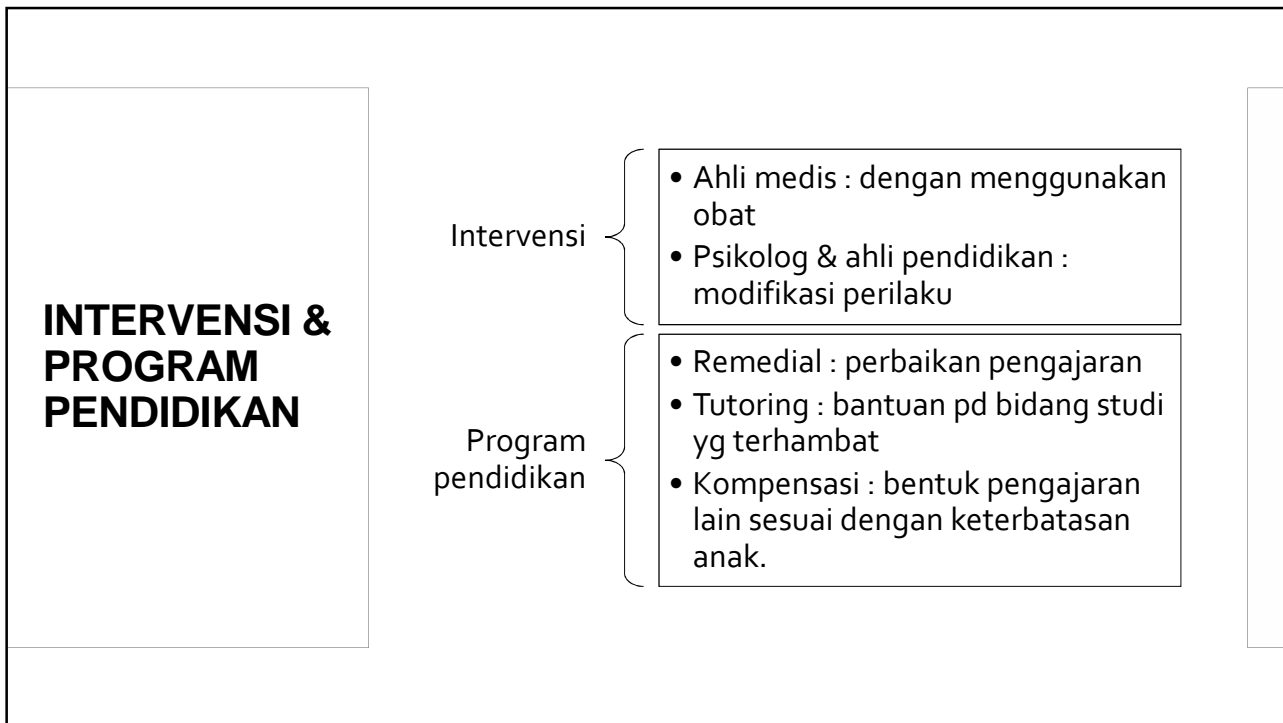 INTERVENSI &
PROGRAM
PENDIDIKAN
Intervensi
• Ahli medis : dengan menggunakan
obat
• Psikolog & ahli pendidikan :
modifikasi perilaku
Program
pendidikan
• Remedial : perbaikan pengajaran
• Tutoring : bantuan pd bidang studi
yg terhambat
• Kompensasi : bentuk pengajaran
lain sesuai dengan keterbatasan
anak.